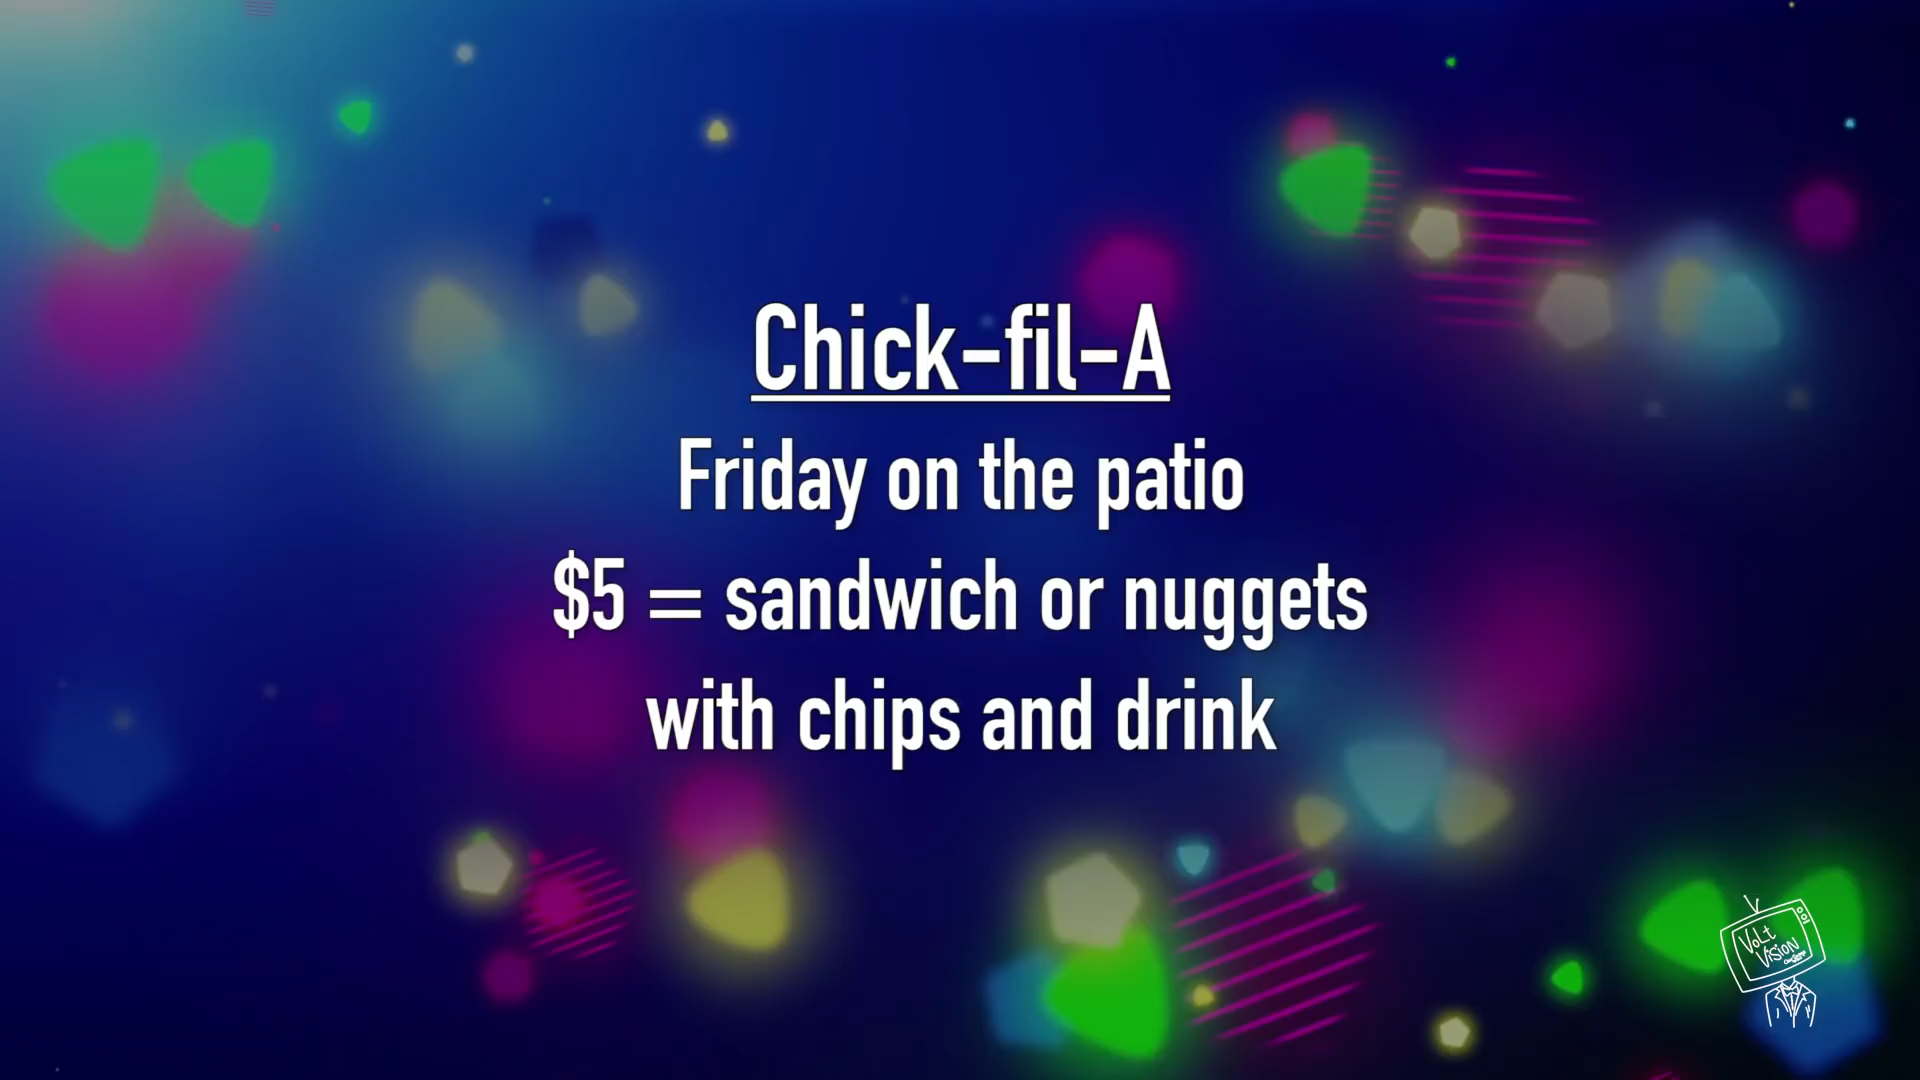 Chick-fil-A
Friday on the patio
$5 = sandwich or nuggets
with chips and drink
VoLt
VisioN